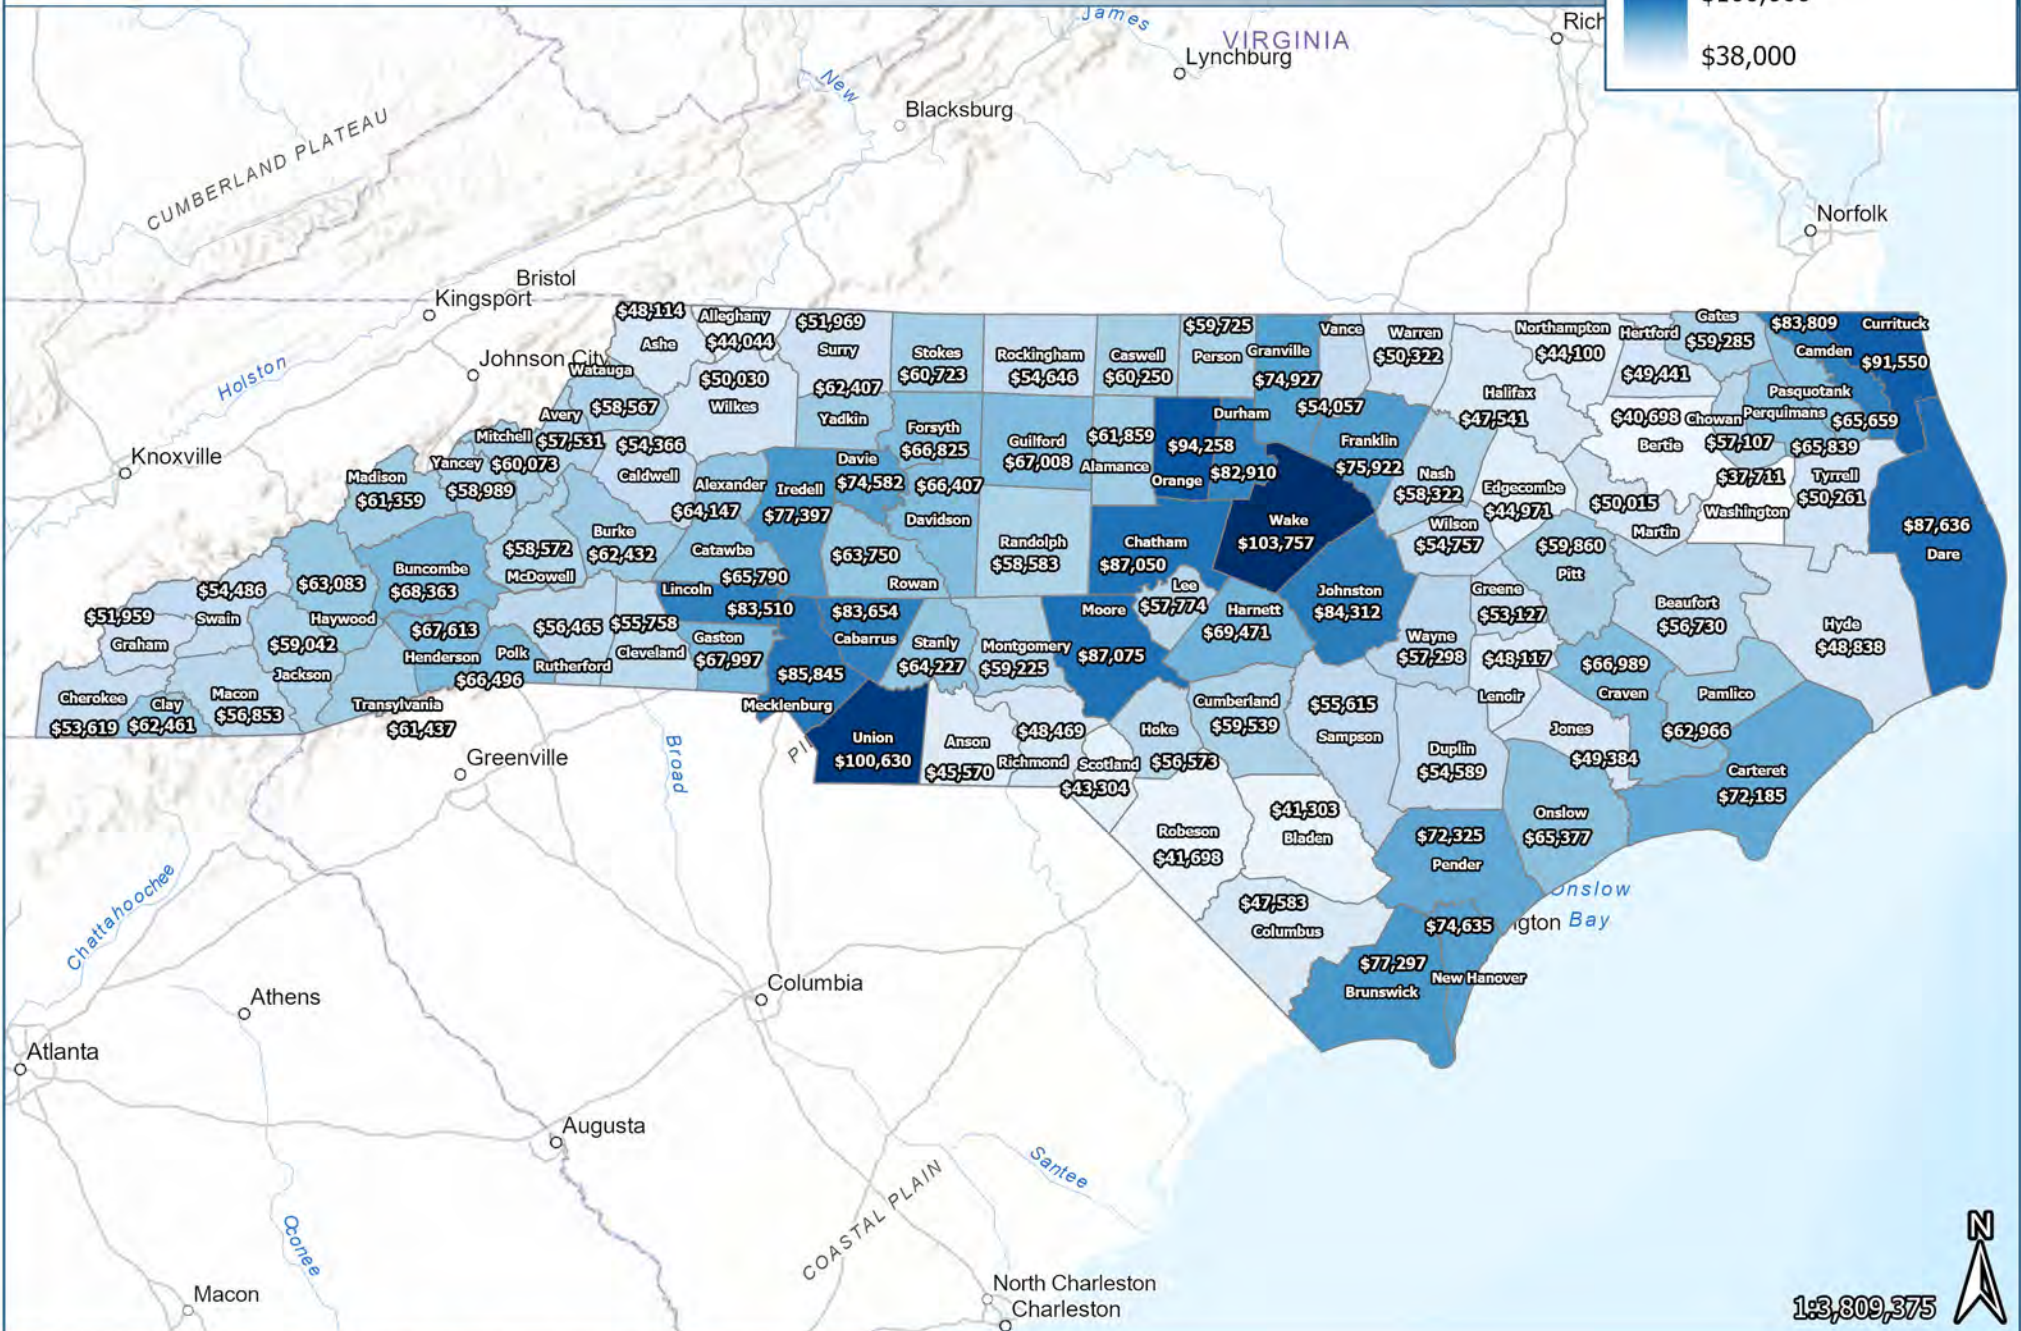 $38,000
James
VIRGINIA
Rich
Lynchburg
New
Blacksburg
CUMBERLAND PLATEAU
Norfolk
Bristol
Kingsport
Johnson City
Holston
Knoxville
$48,114
Ashe
Alleghany
$44,044
$51,969
Surry
Stokes
$60,723
Rockingham
$54,646
Caswell
$60,250
$59,725
Person
Granville
$74,927
Vance
$54,057
Warren
$50,322
Northampton
$44,100
Hertford
$49,441
Gates
$59,285
$83,809
Camden
Currituck
$91,550
Watauga
$58,567
$50,030
Wilkes
$62,407
Yadkin
Forsyth
$66,825
Guilford
$67,008
$61,859
Alamance
$94,258
Orange
Durham
$82,910
Franklin
$75,922
Halifax
$47,541
$40,698
Bertie
Chowan
$57,107
Perquimans
$65,839
Pasquotank
$65,659
Avery
$57,531
Mitchell
$60,073
Yancey
$58,989
Madison
$61,359
$54,366
Caldwell
Alexander
$64,147
Iredell
$77,397
Davie
$74,582
$66,407
Davidson
Randolph
$58,583
Chatham
$87,050
Wake
$103,757
Nash
$58,322
Edgecombe
$44,971
$50,015
Martin
$37,711
Washington
Tyrrell
$50,261
$87,636
Dare
Buncombe
$68,363
$58,572
McDowell
Burke
$62,432
Catawba
$65,790
$63,750
Rowan
Lee
$57,774
Johnston
$84,312
Wilson
$54,757
$59,860
Pitt
Greene
$53,127
Beaufort
$56,730
Hyde
$48,838
$51,959
Graham
$54,486
Swain
$63,083
Haywood
$59,042
Jackson
$67,613
Henderson
Polk
$66,496
$56,465
Rutherford
$55,758
Cleveland
Lincoln
$83,510
Gaston
$67,997
$83,654
Cabarrus
Stanly
$64,227
Montgomery
$59,225
Moore
$87,075
Harnett
$69,471
Wayne
$57,298
$48,117
Lenoir
$66,989
Craven
Pamlico
$62,966
Cherokee
$53,619
Clay
$62,461
Macon
$56,853
Transylvania
$61,437
$85,845
Mecklenburg
Union
$100,630
Anson
$45,570
$48,469
Richmond
Scotland
$43,304
Hoke
$56,573
Cumberland
$59,539
$55,615
Sampson
Duplin
$54,589
Jones
$49,384
Carteret
$72,185
Onslow
$65,377
Robeson
$41,698
$41,303
Bladen
$72,325
Pender
$47,583
Columbus
$74,635
New Hanover
$77,297
Brunswick
Onslow
Bay
gton
Greenville
Broad
PI
Chattahoochee
Athens
Columbia
Atlanta
Augusta
Santee
Oconee
COASTAL PLAIN
Macon
North Charleston
Charleston
N
1:3,809,375